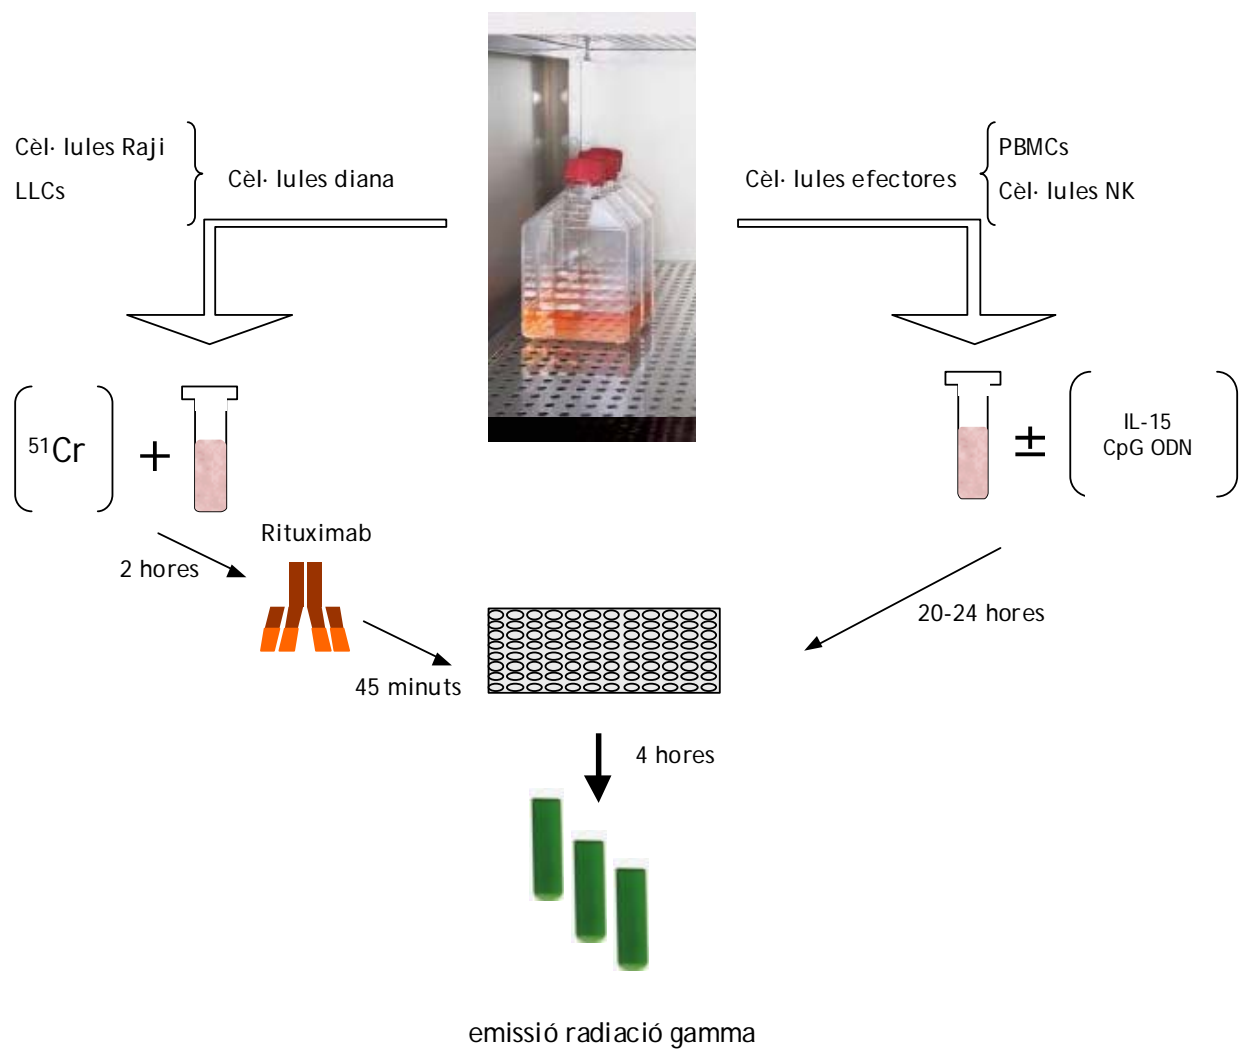 Cèl· lules Raji
LLCs
Cèl· lules diana
Cèl· lules efectores
PBMCs
Cèl· lules NK
51Cr
+
±
IL-15
CpG ODN
Rituximab
2 hores
45 minuts
20-24 hores
4 hores
emissió radiació gamma